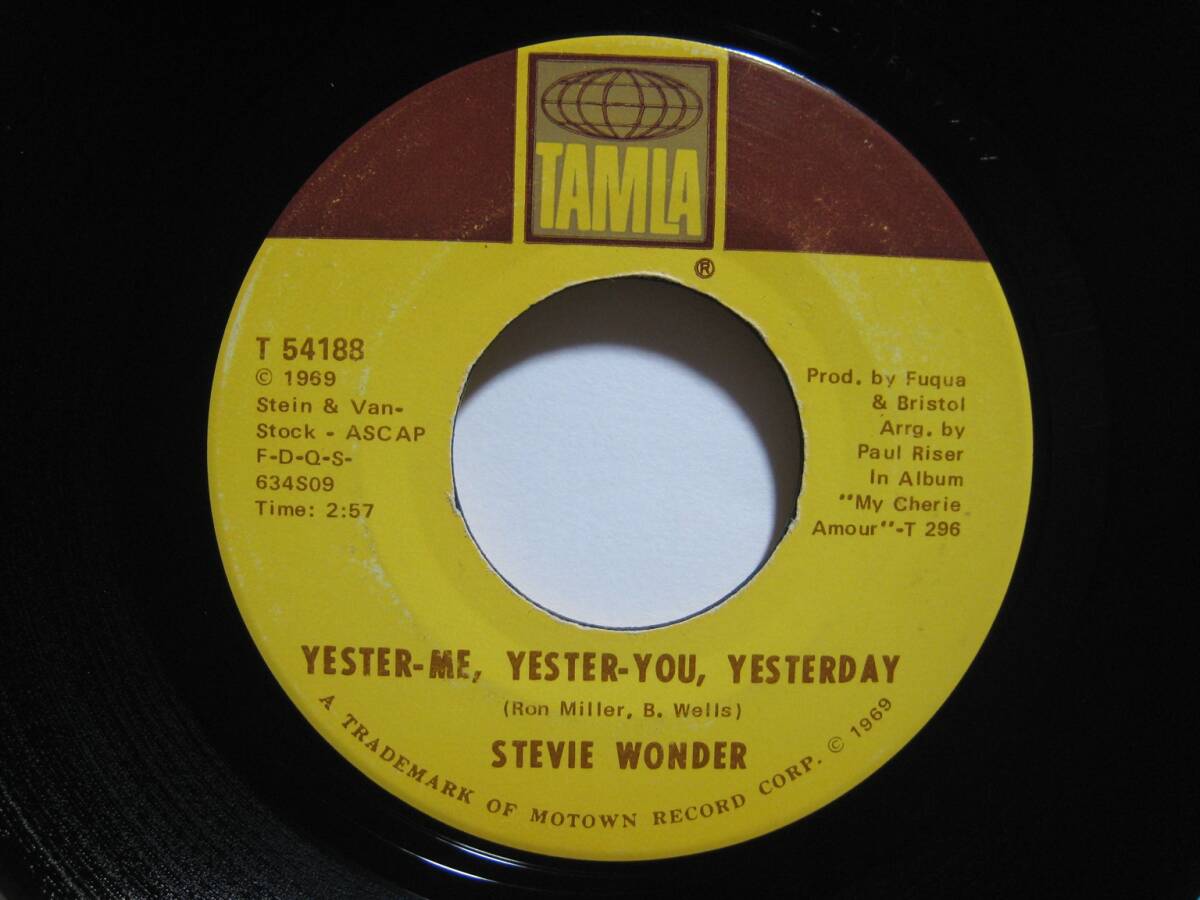 TAMLA
®
T 54188
© 1969
Stein & Van-
Stock - ASCAP
F-D-Q-S-
634S09
Time: 2:57
Prod. by Fuqua
& Bristol
Arrg. by
Paul Riser
In Album
"My Cherie
Amour"-T 296
YESTER-ME, YESTER-YOU, YESTERDAY
(Ron Miller, B. Wells)
STEVIE WONDER
A TRADEMARK OF MOTOWN RECORD CORP. © 1969